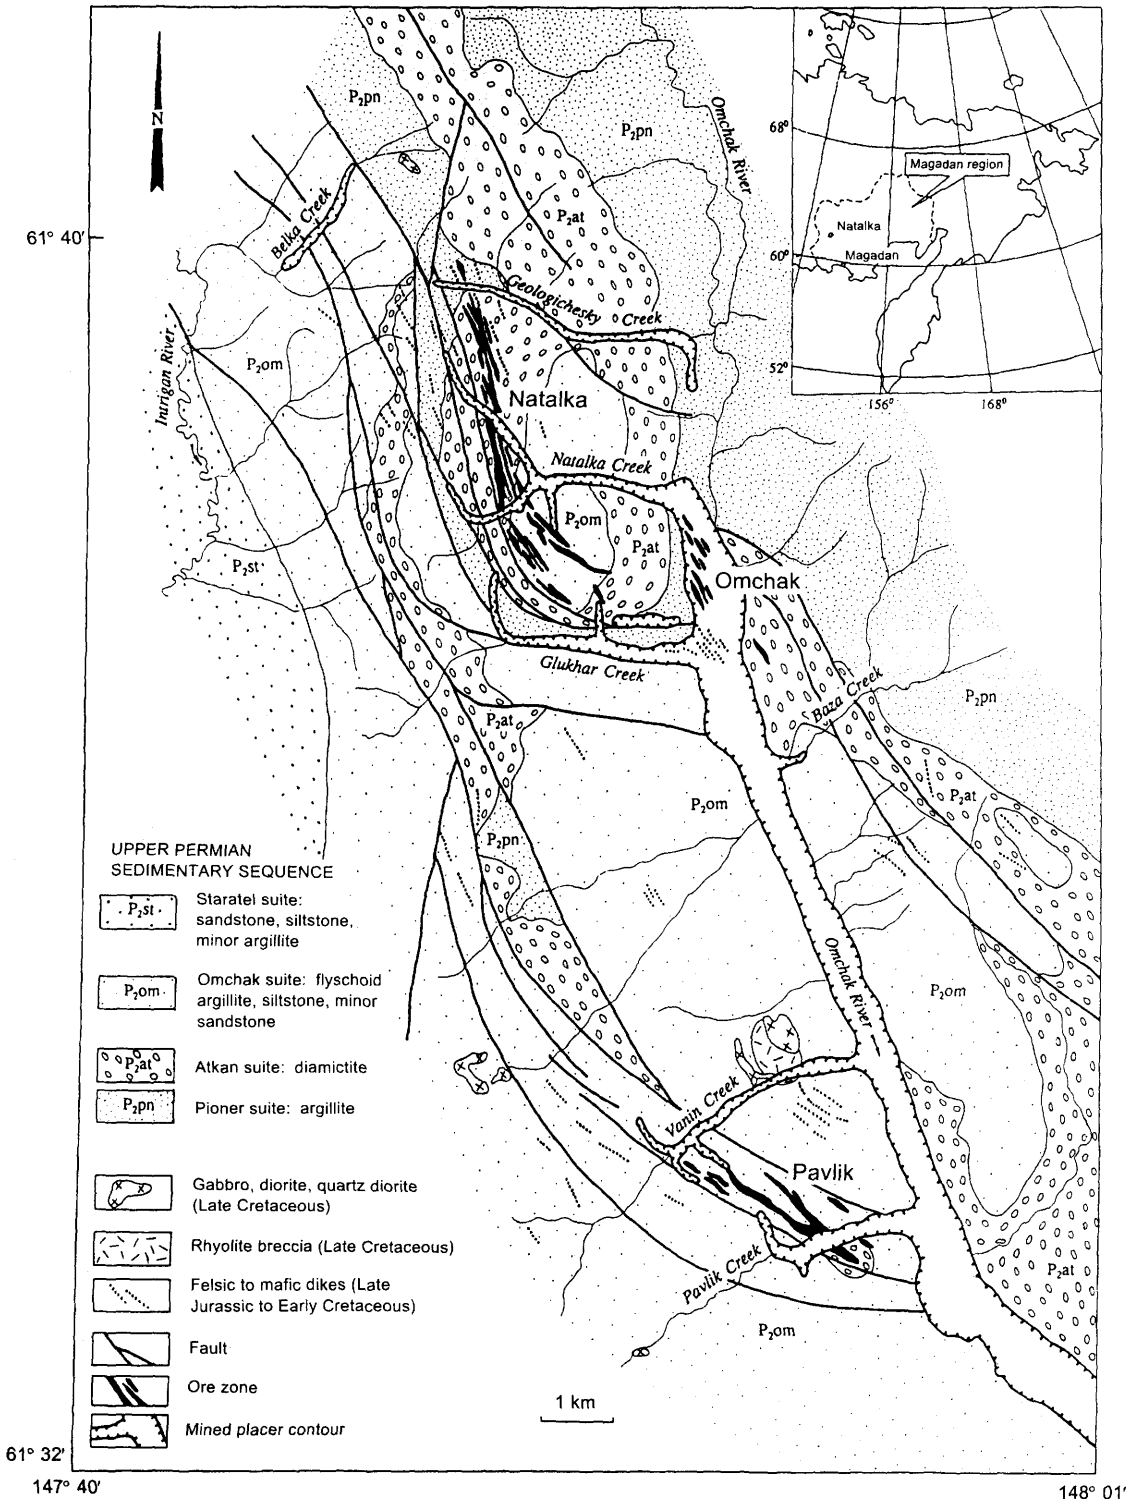 N
61° 40'
P₂pn
P₂pn
Omchak River
68°
Magadan region
Natalka
60°
Magadan
52°
156°
168°
Belka Creek
P₂at
Geologichesky
Creek
Intrigan River
P₂om
Natalka
Natalka Creek
P₂om
P₂at
P₂st
Omchak
Glukhar Creek
Baza Creek
P₂pn
P₂at
P₂at
P₂om
P₂pn
UPPER PERMIAN
SEDIMENTARY SEQUENCE
P₂st
Staratel suite:
sandstone, siltstone,
minor argillite
P₂om
Omchak suite: flyschoid
argillite, siltstone, minor
sandstone
P₂at
Atkan suite: diamictite
P₂pn
Pioner suite: argillite
Omchak River
P₂om
Vanin Creek
Pavlik
Pavlik Creek
P₂at
P₂om
Gabbro, diorite, quartz diorite
(Late Cretaceous)
Rhyolite breccia (Late Cretaceous)
Felsic to mafic dikes (Late
Jurassic to Early Cretaceous)
Fault
Ore zone
Mined placer contour
1 km
61° 32'
147° 40'
148° 01'